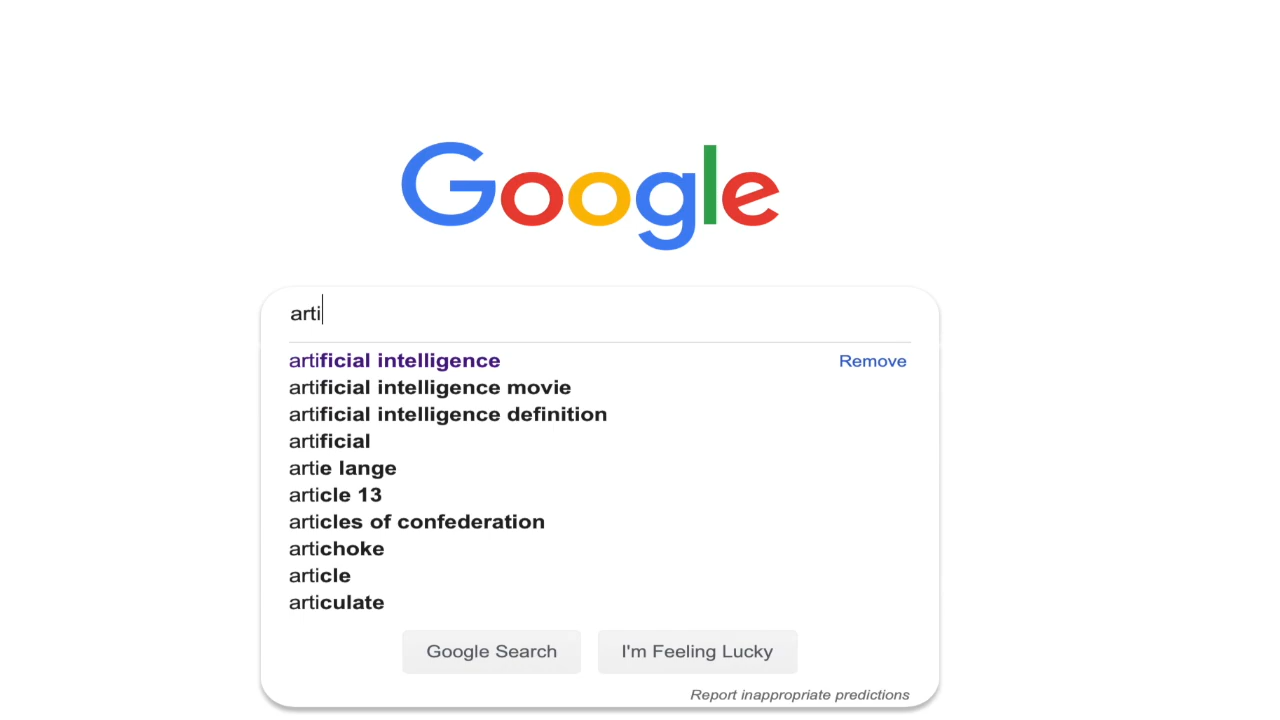 Google
arti
artificial intelligence Remove
artificial intelligence movie
artificial intelligence definition
artificial
artie lange
article 13
articles of confederation
artichoke
article
articulate
Google Search I'm Feeling Lucky
Report inappropriate predictions